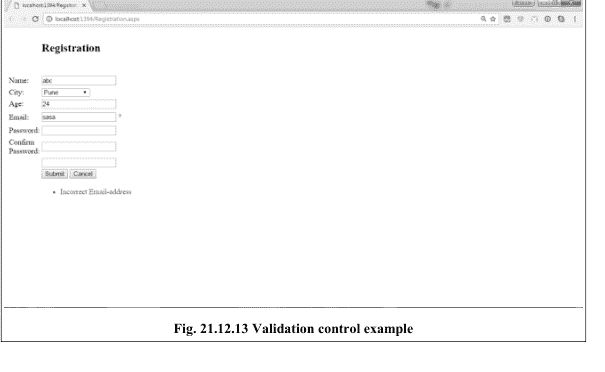 localhost:1394/Registration.aspx
Registration
Name: abc
City: Pune
Age: 24
Email: sasa *
Password:
Confirm
Password:
Submit Cancel
• Incorrect Email-address
Fig. 21.12.13 Validation control example